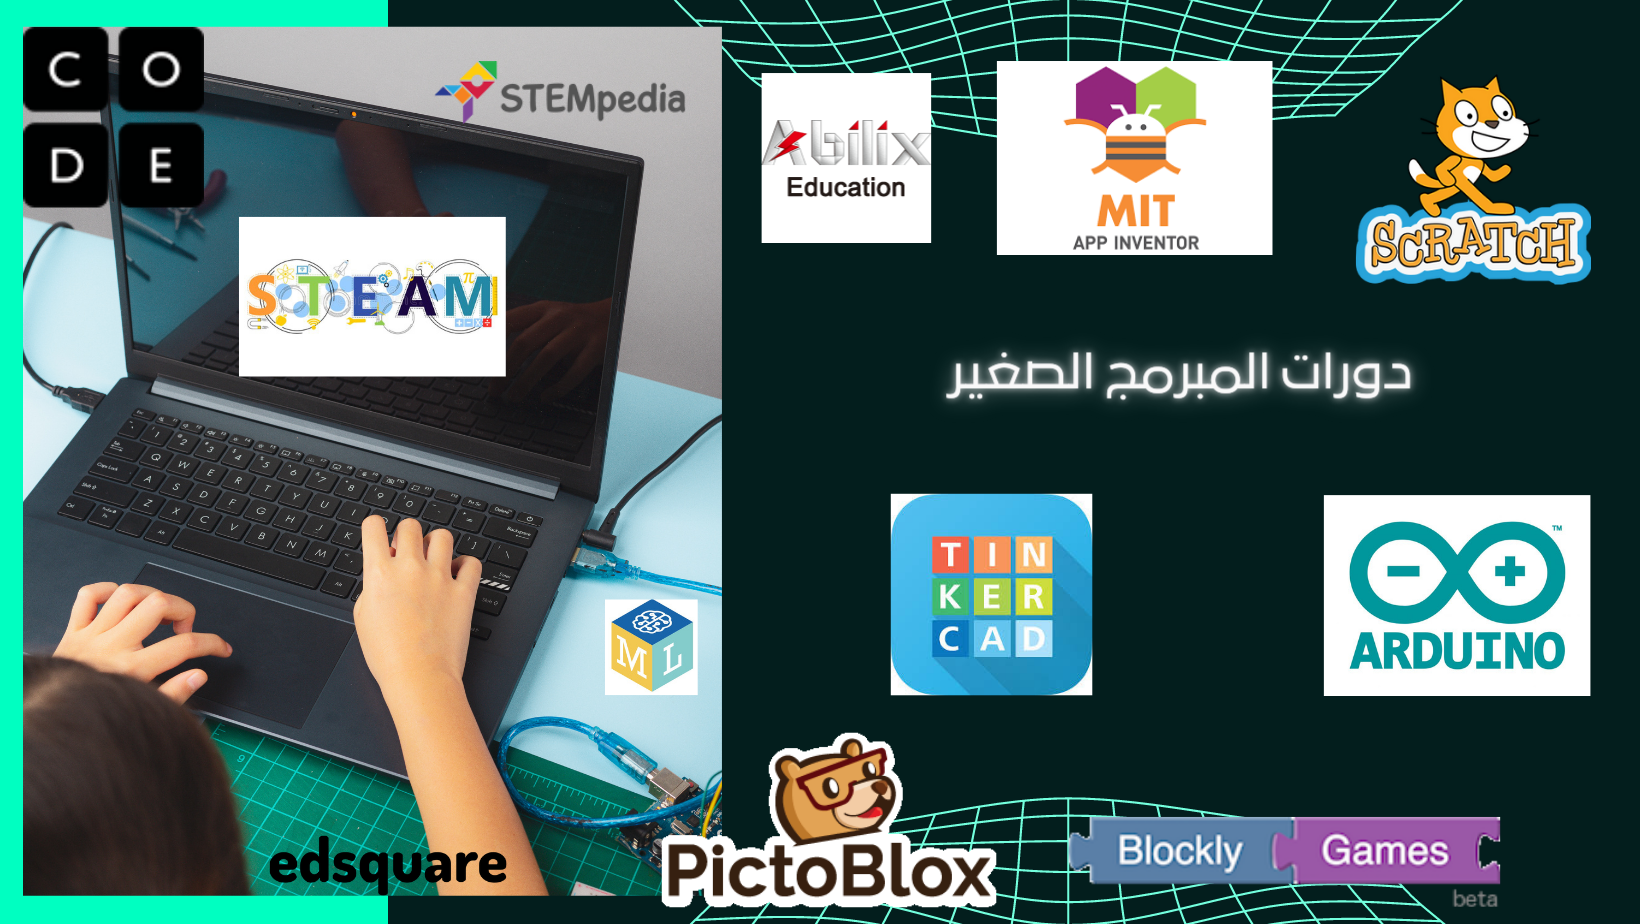 C O
D E
STEMpedia
STEAM
Abilix
Education
MIT
APP INVENTOR
SCRATCH
دورات المبرمج الصغير
TIN
KER
CAD
ARDUINO
TM
M L
edsquare
PictoBlox
Blockly Games
beta